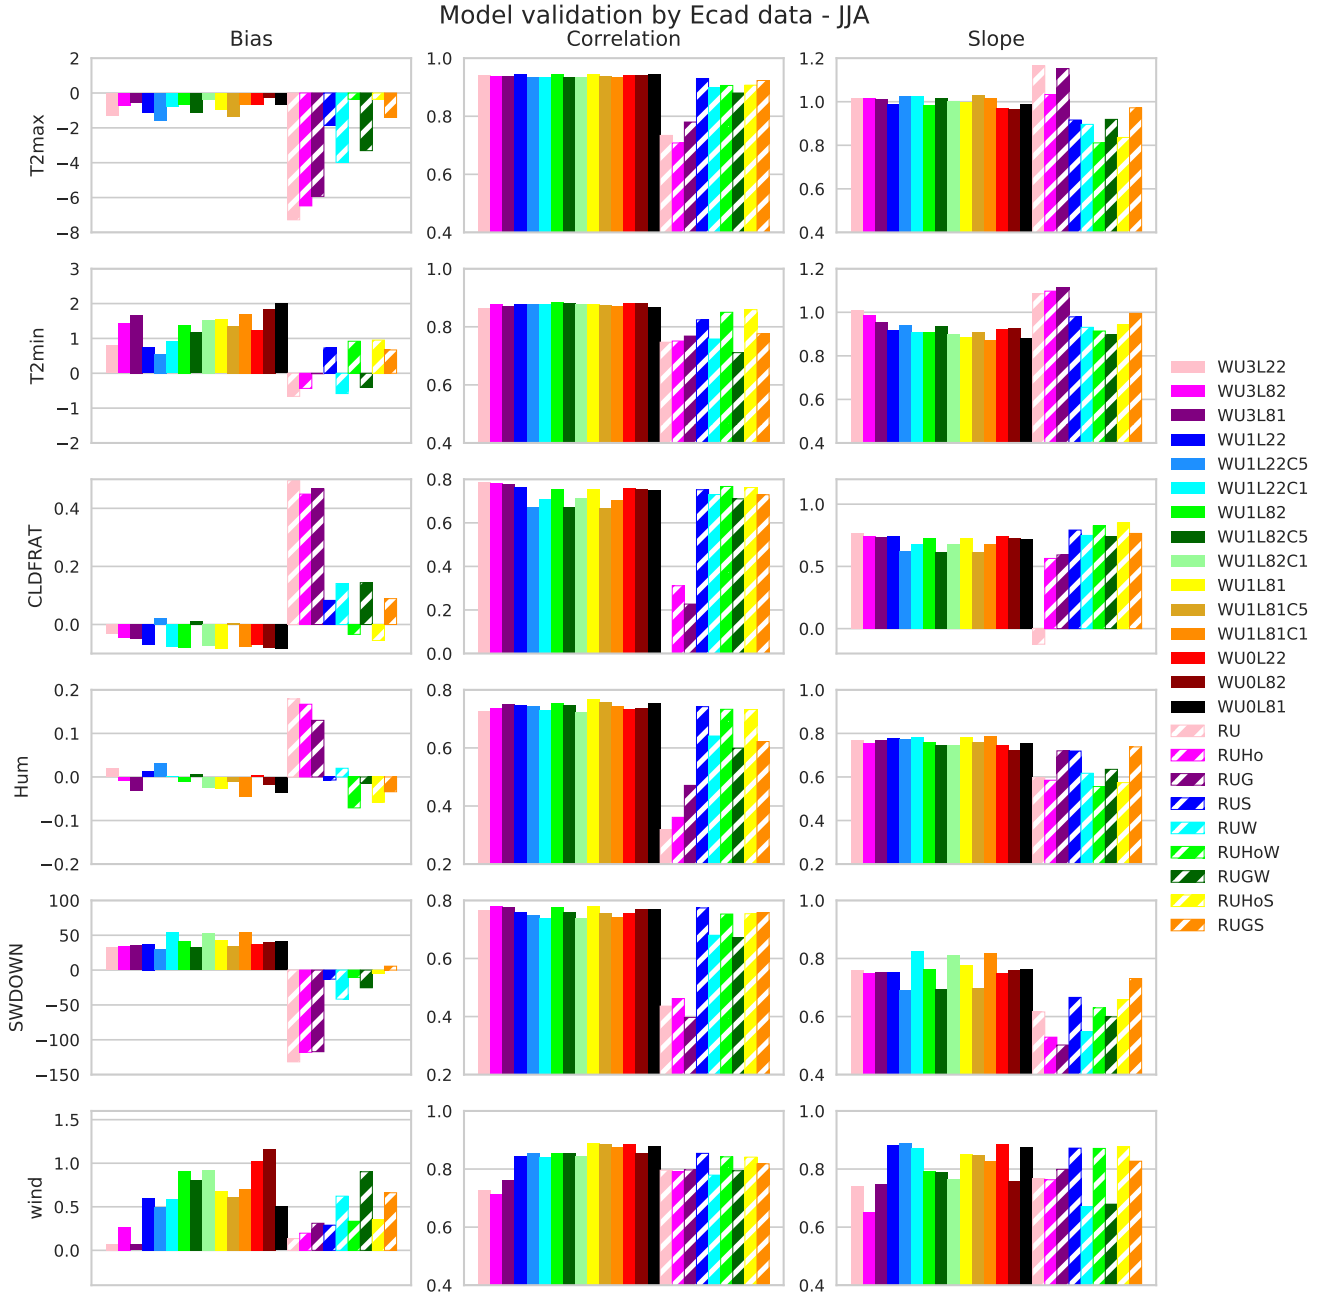 Model validation by Ecad data - JJA
Bias
Correlation
Slope
T2max
2
0
−2
−4
−6
−8
1.0
0.8
0.6
0.4
1.2
1.0
0.8
0.6
0.4
T2min
3
2
1
0
−1
−2
1.0
0.8
0.6
0.4
1.2
1.0
0.8
0.6
0.4
CLDFRAT
0.4
0.2
0.0
0.8
0.6
0.4
0.2
0.0
1.0
0.5
0.0
Hum
0.2
0.1
0.0
−0.1
−0.2
0.8
0.6
0.4
0.2
1.0
0.8
0.6
0.4
0.2
SWDOWN
100
50
0
−50
−100
−150
0.8
0.6
0.4
0.2
1.0
0.8
0.6
0.4
wind
1.5
1.0
0.5
0.0
1.0
0.8
0.6
0.4
1.0
0.8
0.6
0.4
WU3L22
WU3L82
WU3L81
WU1L22
WU1L22C5
WU1L22C1
WU1L82
WU1L82C5
WU1L82C1
WU1L81
WU1L81C5
WU1L81C1
WU0L22
WU0L82
WU0L81
RU
RUHo
RUG
RUS
RUW
RUHoW
RUGW
RUHoS
RUGS